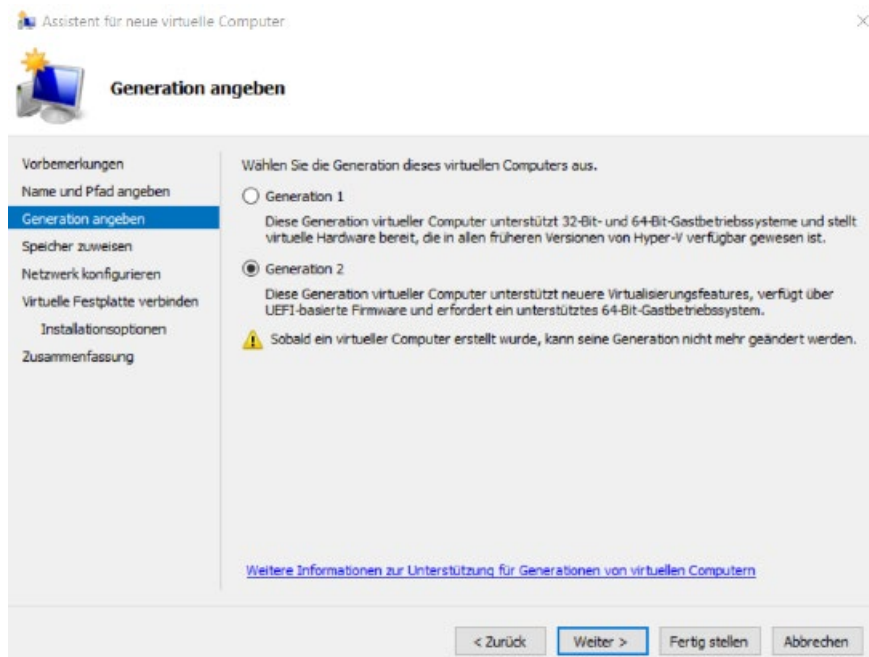 Assistent für neue virtuelle Computer
Generation angeben
Vorbemerkungen
Name und Pfad angeben
Generation angeben
Speicher zuweisen
Netzwerk konfigurieren
Virtuelle Festplatte verbinden
Installationsoptionen
Zusammenfassung
Wählen Sie die Generation dieses virtuellen Computers aus.
Generation 1
Diese Generation virtueller Computer unterstützt 32-Bit- und 64-Bit-Gastbetriebssysteme und stellt
virtuelle Hardware bereit, die in allen früheren Versionen von Hyper-V verfügbar gewesen ist.
Generation 2
Diese Generation virtueller Computer unterstützt neuere Virtualisierungsfeatures, verfügt über
UEFI-basierte Firmware und erfordert ein unterstütztes 64-Bit-Gastbetriebssystem.
Sobald ein virtueller Computer erstellt wurde, kann seine Generation nicht mehr geändert werden.
Weitere Informationen zur Unterstützung für Generationen von virtuellen Computern
< Zurück
Weiter >
Fertig stellen
Abbrechen